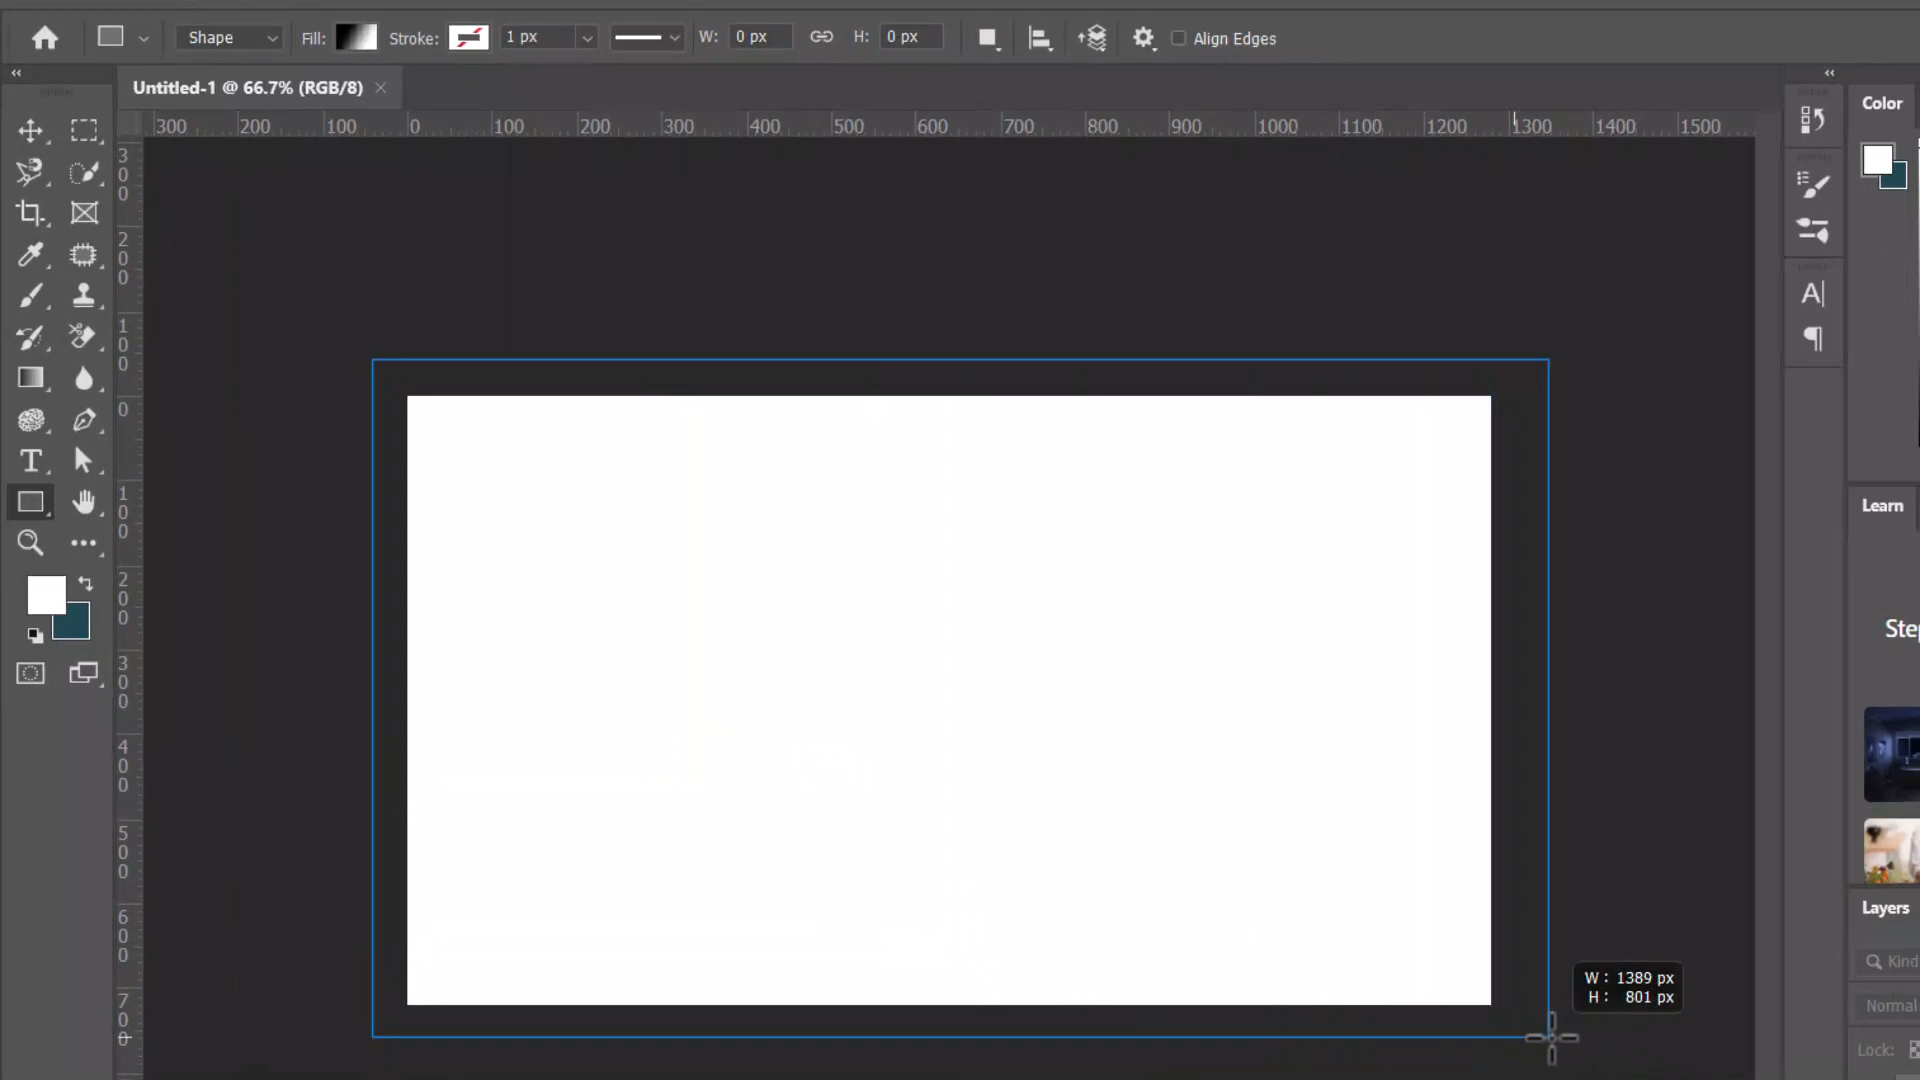 Shape Fill: Stroke: 1 px W: 0 px H: 0 px Align Edges
Untitled-1 @ 66.7% (RGB/8)
Color
300 200 100 0 100 200 300 400 500 600 700 800 900 1000 1100 1200 1300 1400 1500
300
200
100
0
100
200
300
400
500
600
700
Learn
Step
Layers
Kind
Normal
Lock:
W: 1389 px
H: 801 px